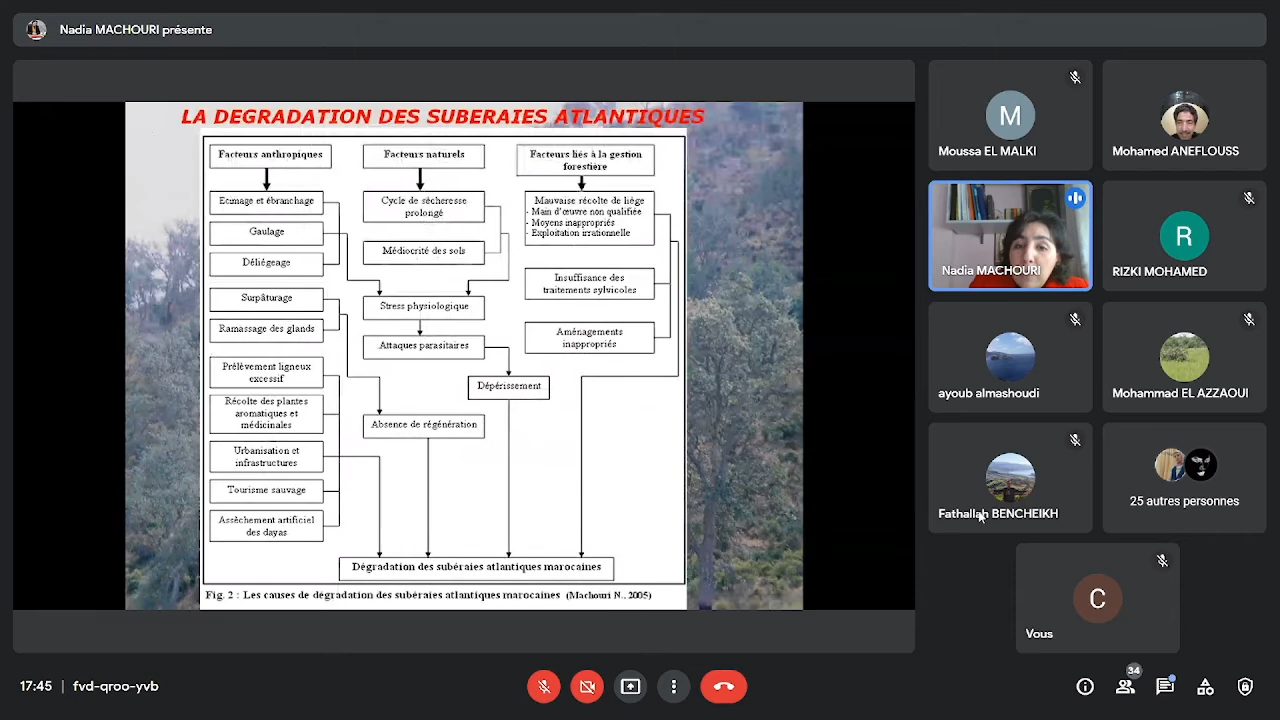 Nadia MACHOURI présente
LA DEGRADATION DES SUBERAIES ATLANTIQUES
Facteurs anthropiques
Ecimage et ébranchage
Gaulage
Déliégeage
Surpâturage
Ramassage des glands
Prélèvement ligneux
excessif
Récolte des plantes
aromatiques et
médicinales
Urbanisation et
infrastructures
Tourisme sauvage
Assèchement artificiel
des dayas
Facteurs naturels
Cycle de sécheresse
prolongé
Médiocrité des sols
Stress physiologique
Attaques parasitaires
Dépérissement
Absence de régénération
Facteurs liés à la gestion
forestière
Mauvaise récolte de liège
- Main d'œuvre non qualifiée
- Moyens inappropriés
- Exploitation irrationnelle
Insuffisance des
traitements sylvicoles
Aménagements
inappropriés
Dégradation des subéraies atlantiques marocaines
Fig. 2 : Les causes de dégradation des subéraies atlantiques marocaines (Machouri N., 2005)
M
Moussa EL MALKI
Mohamed ANEFLOUSS
Nadia MACHOURI
R
RIZKI MOHAMED
ayoub almashoudi
Mohammad EL AZZAOUI
Fathallah BENCHEIKH
25 autres personnes
C
Vous
17:45 | fvd-qroo-yvb
34